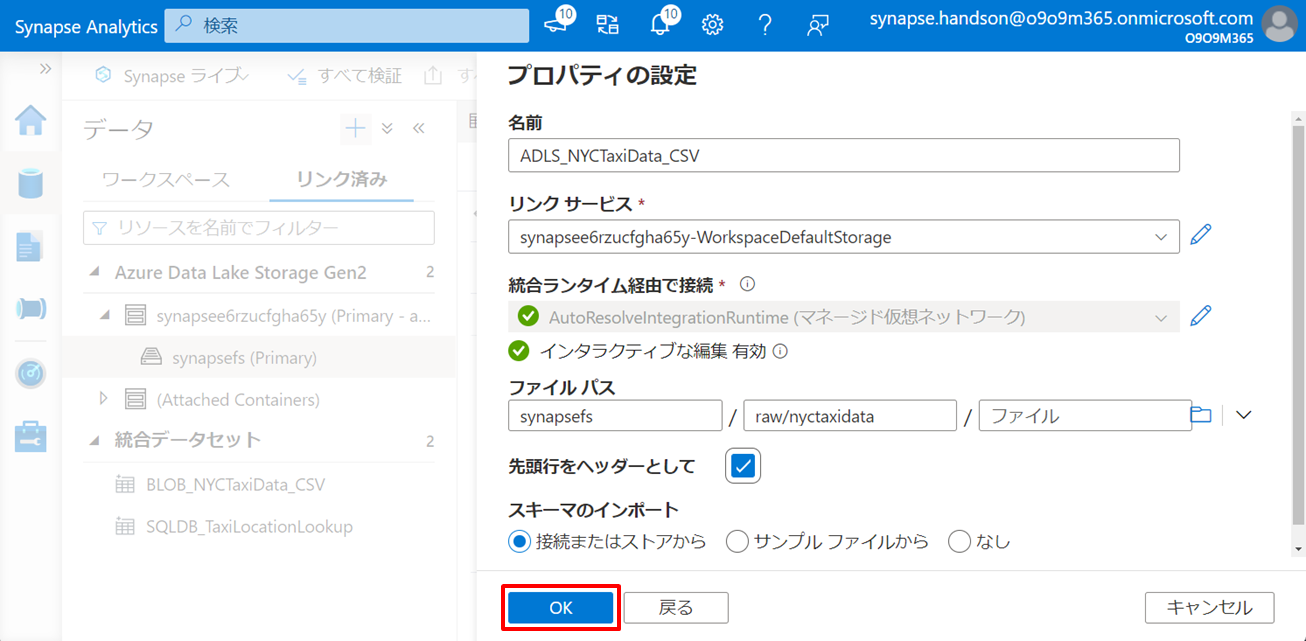 Synapse Analytics
検索
10
10
synapse.handson@o9o9m365.onmicrosoft.com
O9O9M365
Synapse ライブ
すべて検証
データ
ワークスペース
リンク済み
リソースを名前でフィルター
Azure Data Lake Storage Gen2 2
synapsee6rzucfgha65y (Primary - a...
synapsefs (Primary)
(Attached Containers)
統合データセット 2
BLOB_NYCTaxiData_CSV
SQLDB_TaxiLocationLookup
プロパティの設定
名前
ADLS_NYCTaxiData_CSV
リンク サービス *
synapsee6rzucfgha65y-WorkspaceDefaultStorage
統合ランタイム経由で接続 *
AutoResolveIntegrationRuntime (マネージド仮想ネットワーク)
インタラクティブな編集 有効
ファイル パス
synapsefs / raw/nyctaxidata / ファイル
先頭行をヘッダーとして
スキーマのインポート
接続またはストアから サンプル ファイルから なし
OK 戻る キャンセル